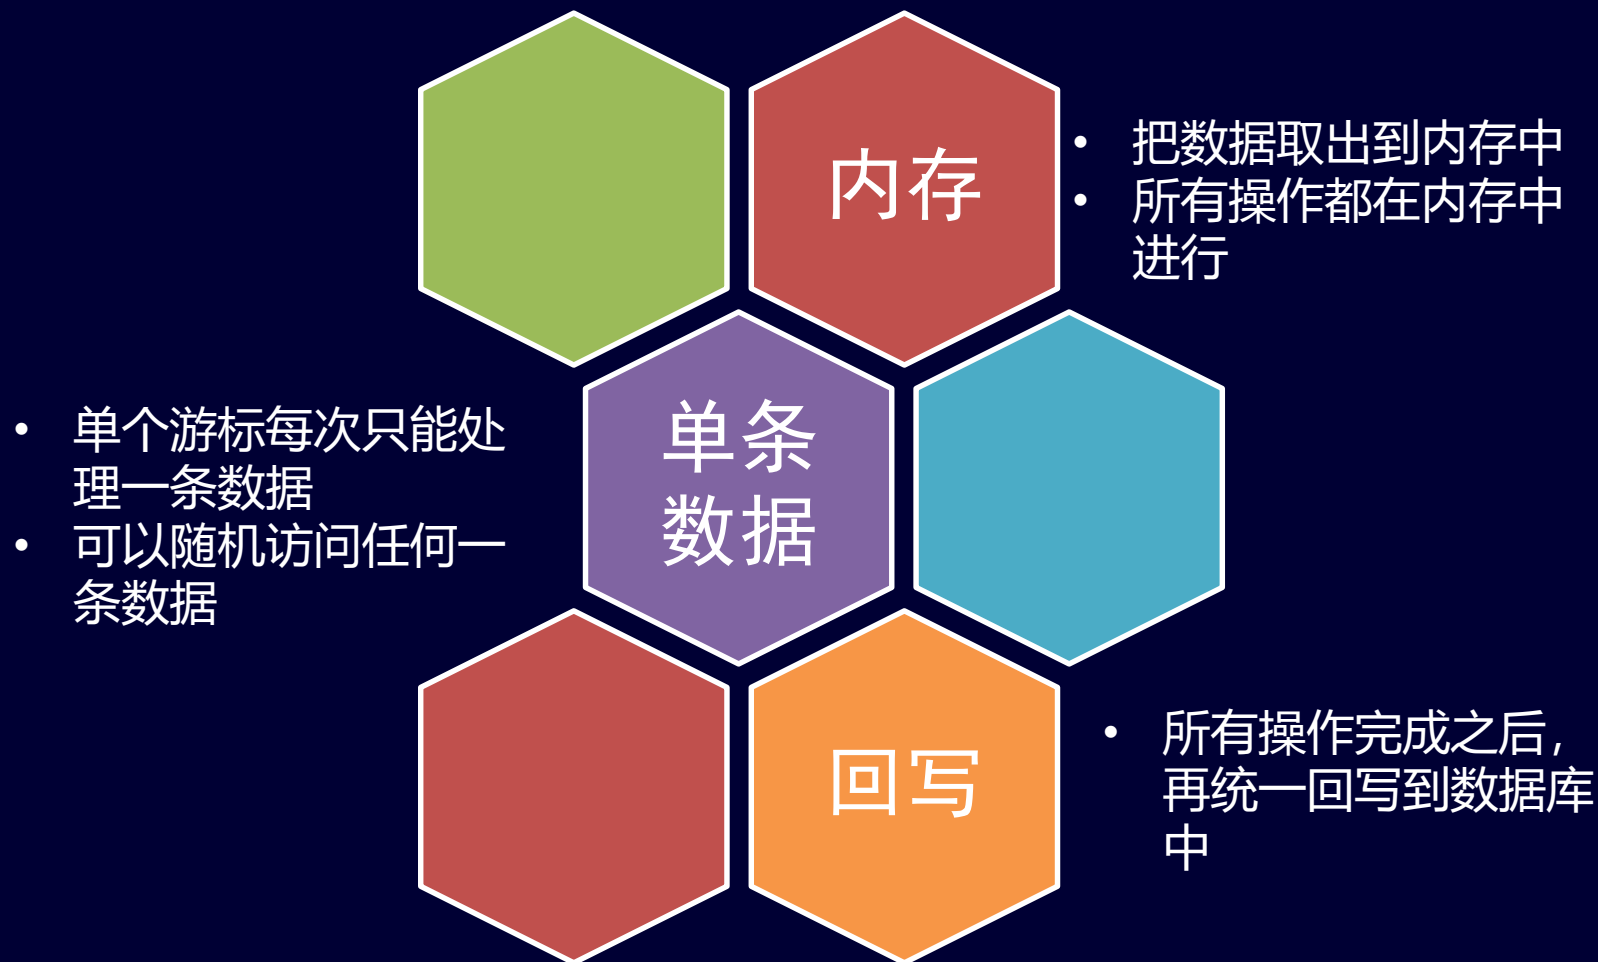 内存
• 把数据取出到内存中
• 所有操作都在内存中
进行
单条
数据
• 单个游标每次只能处
理一条数据
• 可以随机访问任何一
条数据
回写
• 所有操作完成之后，
再统一回写到数据库
中